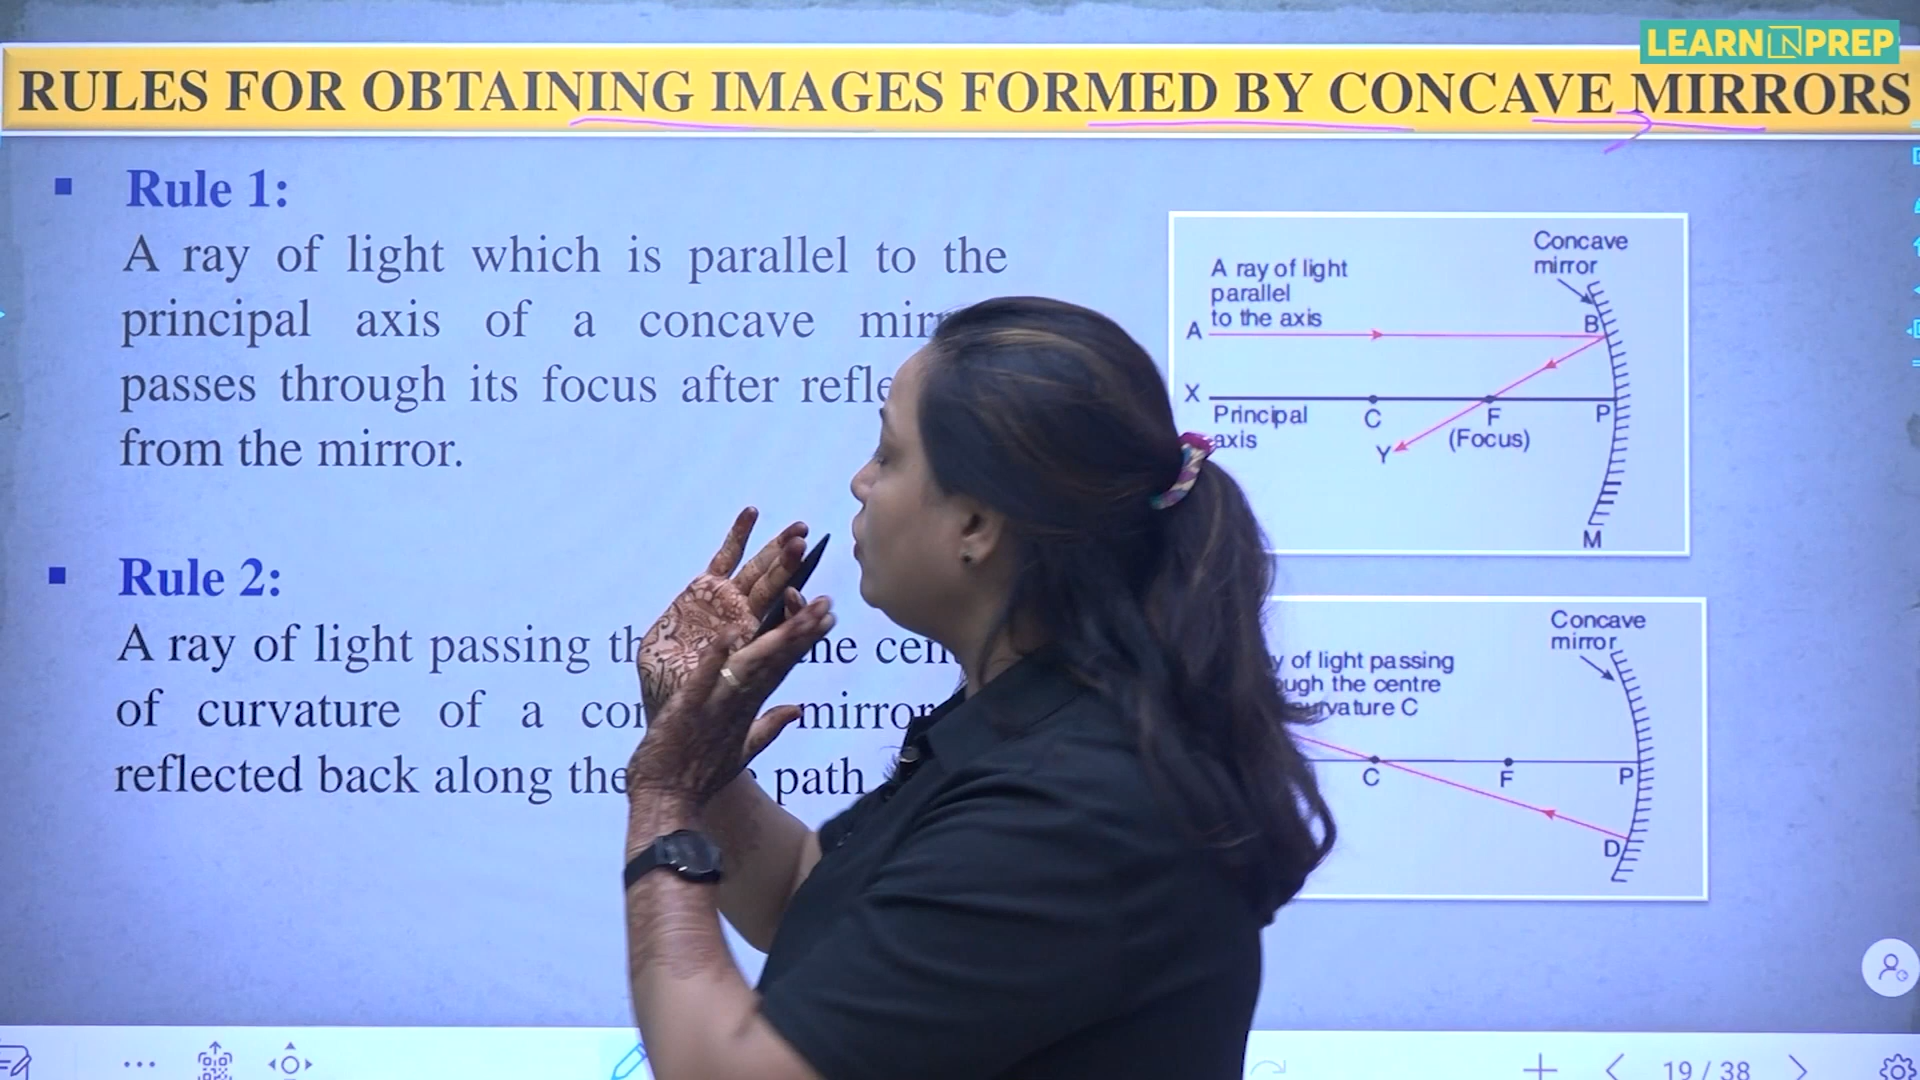 LEARN N PREP
RULES FOR OBTAINING IMAGES FORMED BY CONCAVE MIRRORS
Rule 1:
A ray of light which is parallel to the
principal axis of a concave
passes through its focus after
from the mirror.
Rule 2:
A ray of light passing
of curvature of a mirror
reflected back along the path
Concave
mirror
A ray of light
parallel
to the axis
A
B
X
Principal
axis
C
F
P
(Focus)
Y
M
Concave
mirror
of light passing
the centre
C
C
F
P
D
19 / 38